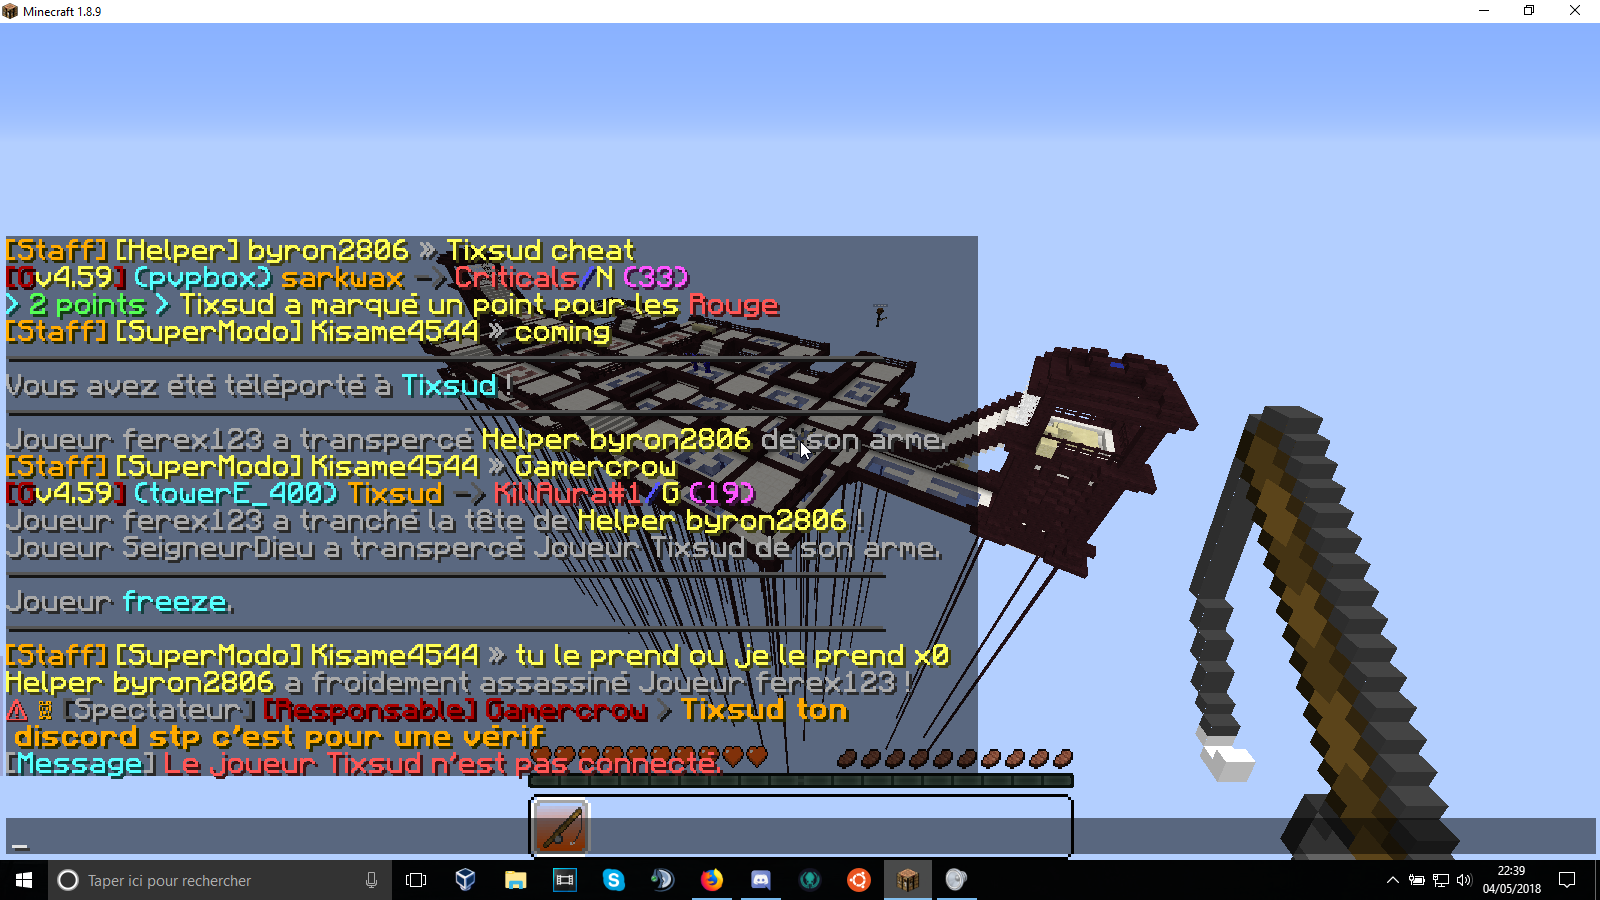 Minecraft 1.8.9
[Staff] [Helper] byron2806 » Tixsud cheat
[Gv4.59] (pvpbox) sarkwax -> Criticals/N (33)
> 2 points > Tixsud a marqué un point pour les Rouge
[Staff] [SuperModo] Kisame4544 » coming
Vous avez été téléporté à Tixsud !
Joueur ferex123 a transpercé Helper byron2806 de son arme.
[Staff] [SuperModo] Kisame4544 » Gamercrow
[Gv4.59] (towerE_400) Tixsud -> KillAura#1/G (19)
Joueur ferex123 a tranché la tête de Helper byron2806 !
Joueur SeigneurDieu a transpercé Joueur Tixsud de son arme.
Joueur freeze.
[Staff] [SuperModo] Kisame4544 » tu le prend ou je le prend x0
Helper byron2806 a froidement assassiné Joueur ferex123 !
[Spectateur] [Responsable] Gamercrow > Tixsud ton
discord stp c'est pour une vérif
[Message] Le joueur Tixsud n'est pas connecté.
_
Taper ici pour rechercher
22:39
04/05/2018